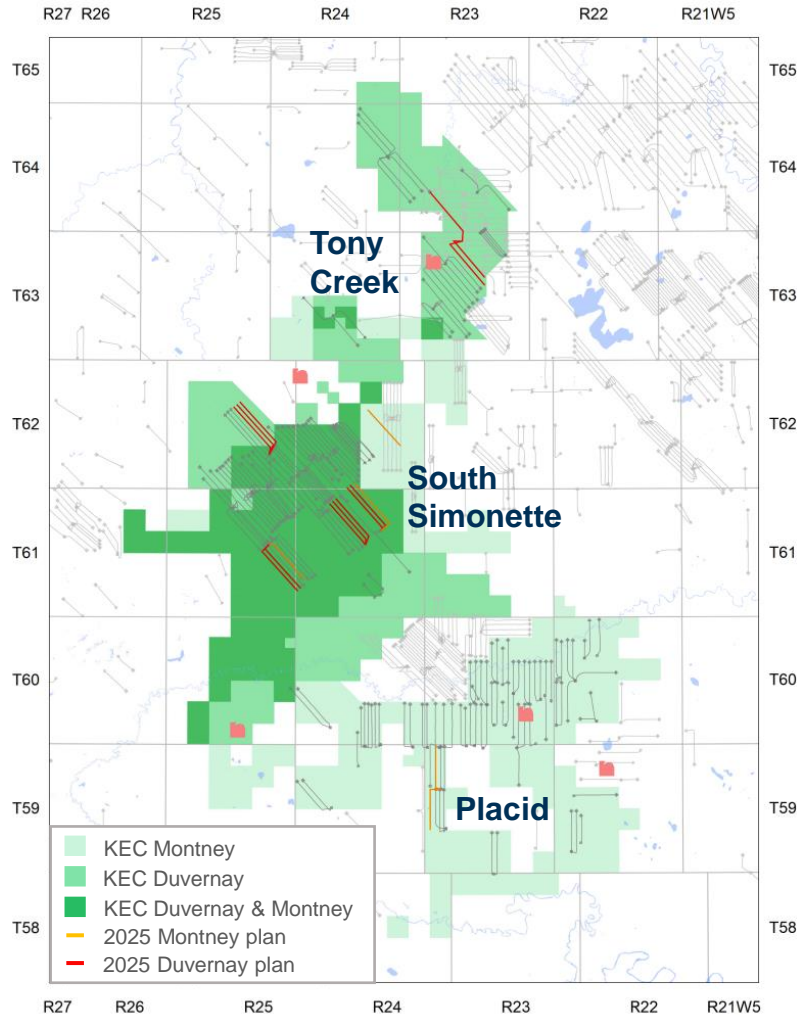 R27 R26 R25 R24 R23 R22 R21W5
T65 T65
T64 T64
Tony
Creek
T63 T63
T62 T62
South
Simonette
T61 T61
T60 T60
T59 T59
Placid
KEC Montney
KEC Duvernay
KEC Duvernay & Montney
2025 Montney plan
2025 Duvernay plan
T58 T58
R27 R26 R25 R24 R23 R22 R21W5